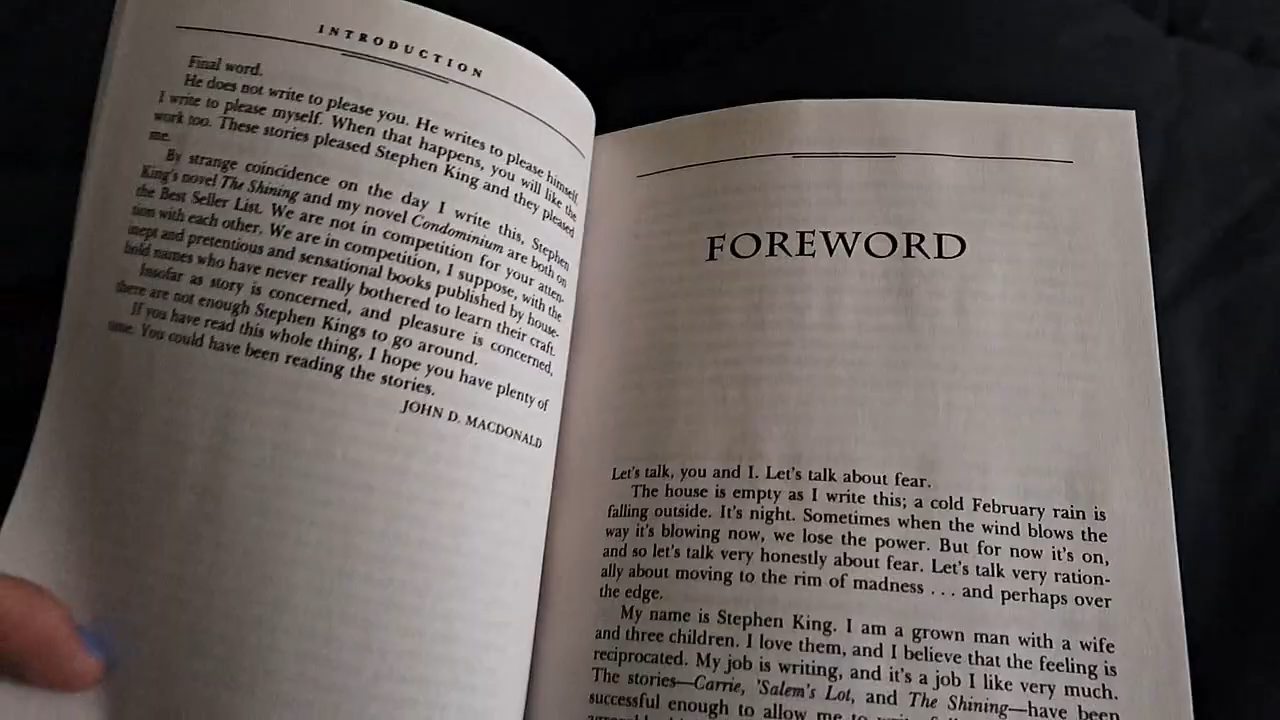 INTRODUCTION
Final word.
He does not write to please you. He writes to please himself.
I write to please myself. When that happens, you will like the
work too. These stories pleased Stephen King and they pleased
me.
By strange coincidence on the day I write this, Stephen
King's novel The Shining and my novel Condominium are both on
the Best Seller List. We are not in competition for your atten-
tion with each other. We are in competition, I suppose, with the
inept and pretentious and sensational books published by house-
hold names who have never really bothered to learn their craft.
Insofar as story is concerned, and pleasure is concerned,
there are not enough Stephen Kings to go around.
If you have read this whole thing, I hope you have plenty of
time. You could have been reading the stories.
JOHN D. MACDONALD
FOREWORD
Let's talk, you and I. Let's talk about fear.
The house is empty as I write this; a cold February rain is
falling outside. It's night. Sometimes when the wind blows the
way it's blowing now, we lose the power. But for now it's on,
and so let's talk very honestly about fear. Let's talk very ration-
ally about moving to the rim of madness . . . and perhaps over
the edge.
My name is Stephen King. I am a grown man with a wife
and three children. I love them, and I believe that the feeling is
reciprocated. My job is writing, and it's a job I like very much.
The stories—Carrie, 'Salem's Lot, and The Shining—have been
successful enough to allow me to